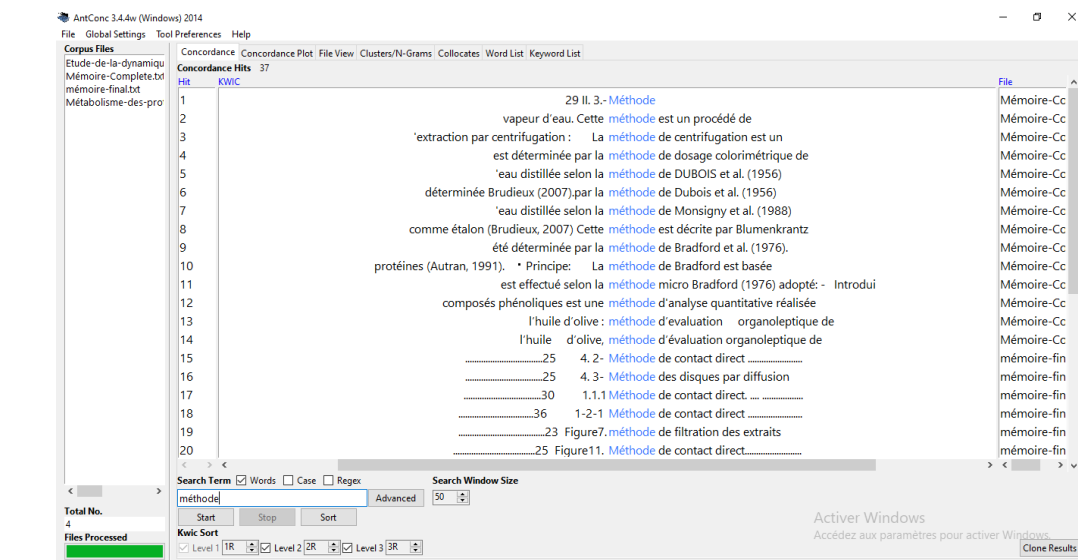 AntConc 3.4.4w (Windows) 2014
File Global Settings Tool Preferences Help
Corpus Files
Etude-de-la-dynamiqu
Mémoire-Complete.txt
mémoire-final.txt
Métabolisme-des-pro
Concordance Concordance Plot File View Clusters/N-Grams Collocates Word List Keyword List
Concordance Hits 37
Hit KWIC File
1 29 II. 3.- Méthode Mémoire-Cc
2 vapeur d'eau. Cette méthode est un procédé de Mémoire-Cc
3 'extraction par centrifugation : La méthode de centrifugation est un Mémoire-Cc
4 est déterminée par la méthode de dosage colorimétrique de Mémoire-Cc
5 'eau distillée selon la méthode de DUBOIS et al. (1956) Mémoire-Cc
6 déterminée Brudieux (2007).par la méthode de Dubois et al. (1956) Mémoire-Cc
7 'eau distillée selon la méthode de Monsigny et al. (1988) Mémoire-Cc
8 comme étalon (Brudieux, 2007) Cette méthode est décrite par Blumenkrantz Mémoire-Cc
9 été déterminée par la méthode de Bradford et al. (1976). Mémoire-Cc
10 protéines (Autran, 1991). • Principe: La méthode de Bradford est basée Mémoire-Cc
11 est effectué selon la méthode micro Bradford (1976) adopté: - Introdui Mémoire-Cc
12 composés phénoliques est une méthode d'analyse quantitative réalisée Mémoire-Cc
13 l'huile d'olive : méthode d'evaluation organoleptique de Mémoire-Cc
14 l'huile d'olive, méthode d'évaluation organoleptique de Mémoire-Cc
15 ..................................25 4. 2- Méthode de contact direct ........................ mémoire-fin
16 ..................................25 4. 3- Méthode des disques par diffusion mémoire-fin
17 ..................................30 1.1.1 Méthode de contact direct. .... .................. mémoire-fin
18 .................................36 1-2-1 Méthode de contact direct ........................ mémoire-fin
19 ......................................23 Figure7. méthode de filtration des extraits mémoire-fin
20 ....................................25 Figure11. Méthode de contact direct......................... mémoire-fin
Search Term Words Case Regex Search Window Size
méthode Advanced 50
Start Stop Sort
Total No.
4
Files Processed
Kwic Sort
Level 1 1R Level 2 2R Level 3 3R
Activer Windows
Accédez aux paramètres pour activer Windows.
Clone Results